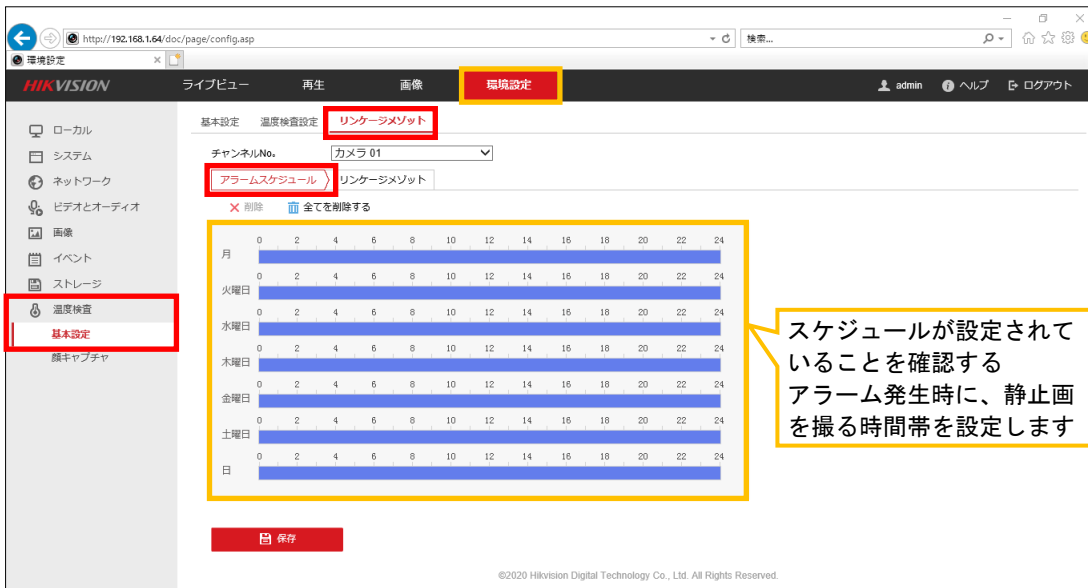 http://192.168.1.64/doc/page/config.asp
検索...
環境設定
HIKVISION ライブビュー 再生 画像 環境設定 admin ヘルプ ログアウト
ローカル
システム
ネットワーク
ビデオとオーディオ
画像
イベント
ストレージ
温度検査
基本設定
顔キャプチャ
基本設定 温度検査設定 リンケージメゾット
チャンネルNo。 カメラ 01
アラームスケジュール リンケージメゾット
削除 全てを削除する
0 2 4 6 8 10 12 14 16 18 20 22 24
月
0 2 4 6 8 10 12 14 16 18 20 22 24
火曜日
0 2 4 6 8 10 12 14 16 18 20 22 24
水曜日
0 2 4 6 8 10 12 14 16 18 20 22 24
木曜日
0 2 4 6 8 10 12 14 16 18 20 22 24
金曜日
0 2 4 6 8 10 12 14 16 18 20 22 24
土曜日
0 2 4 6 8 10 12 14 16 18 20 22 24
日
スケジュールが設定されて
いることを確認する
アラーム発生時に、静止画
を撮る時間帯を設定します
保存
©2020 Hikvision Digital Technology Co., Ltd. All Rights Reserved.